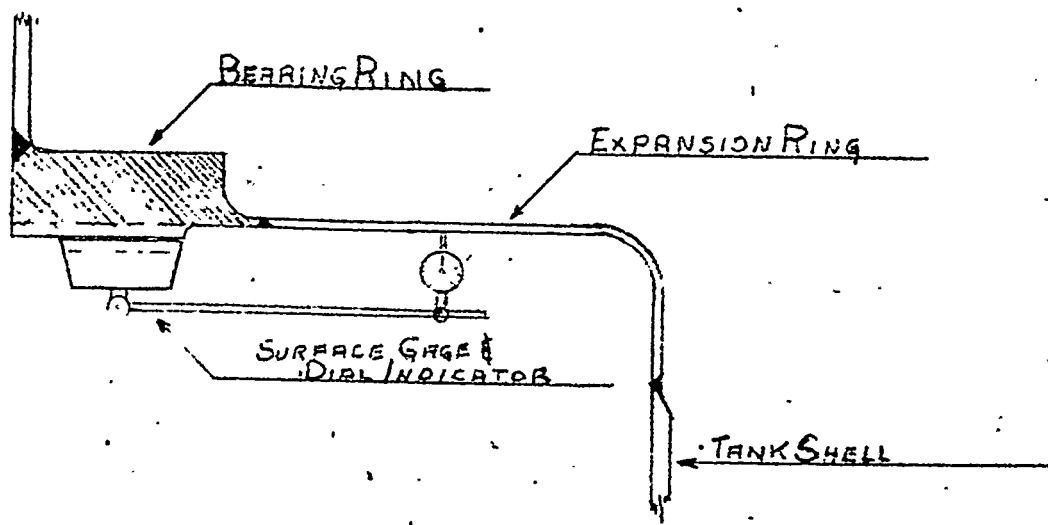 BEARING RING
EXPANSION RING
SURFACE GAGE &
DIAL INDICATOR
TANK SHELL